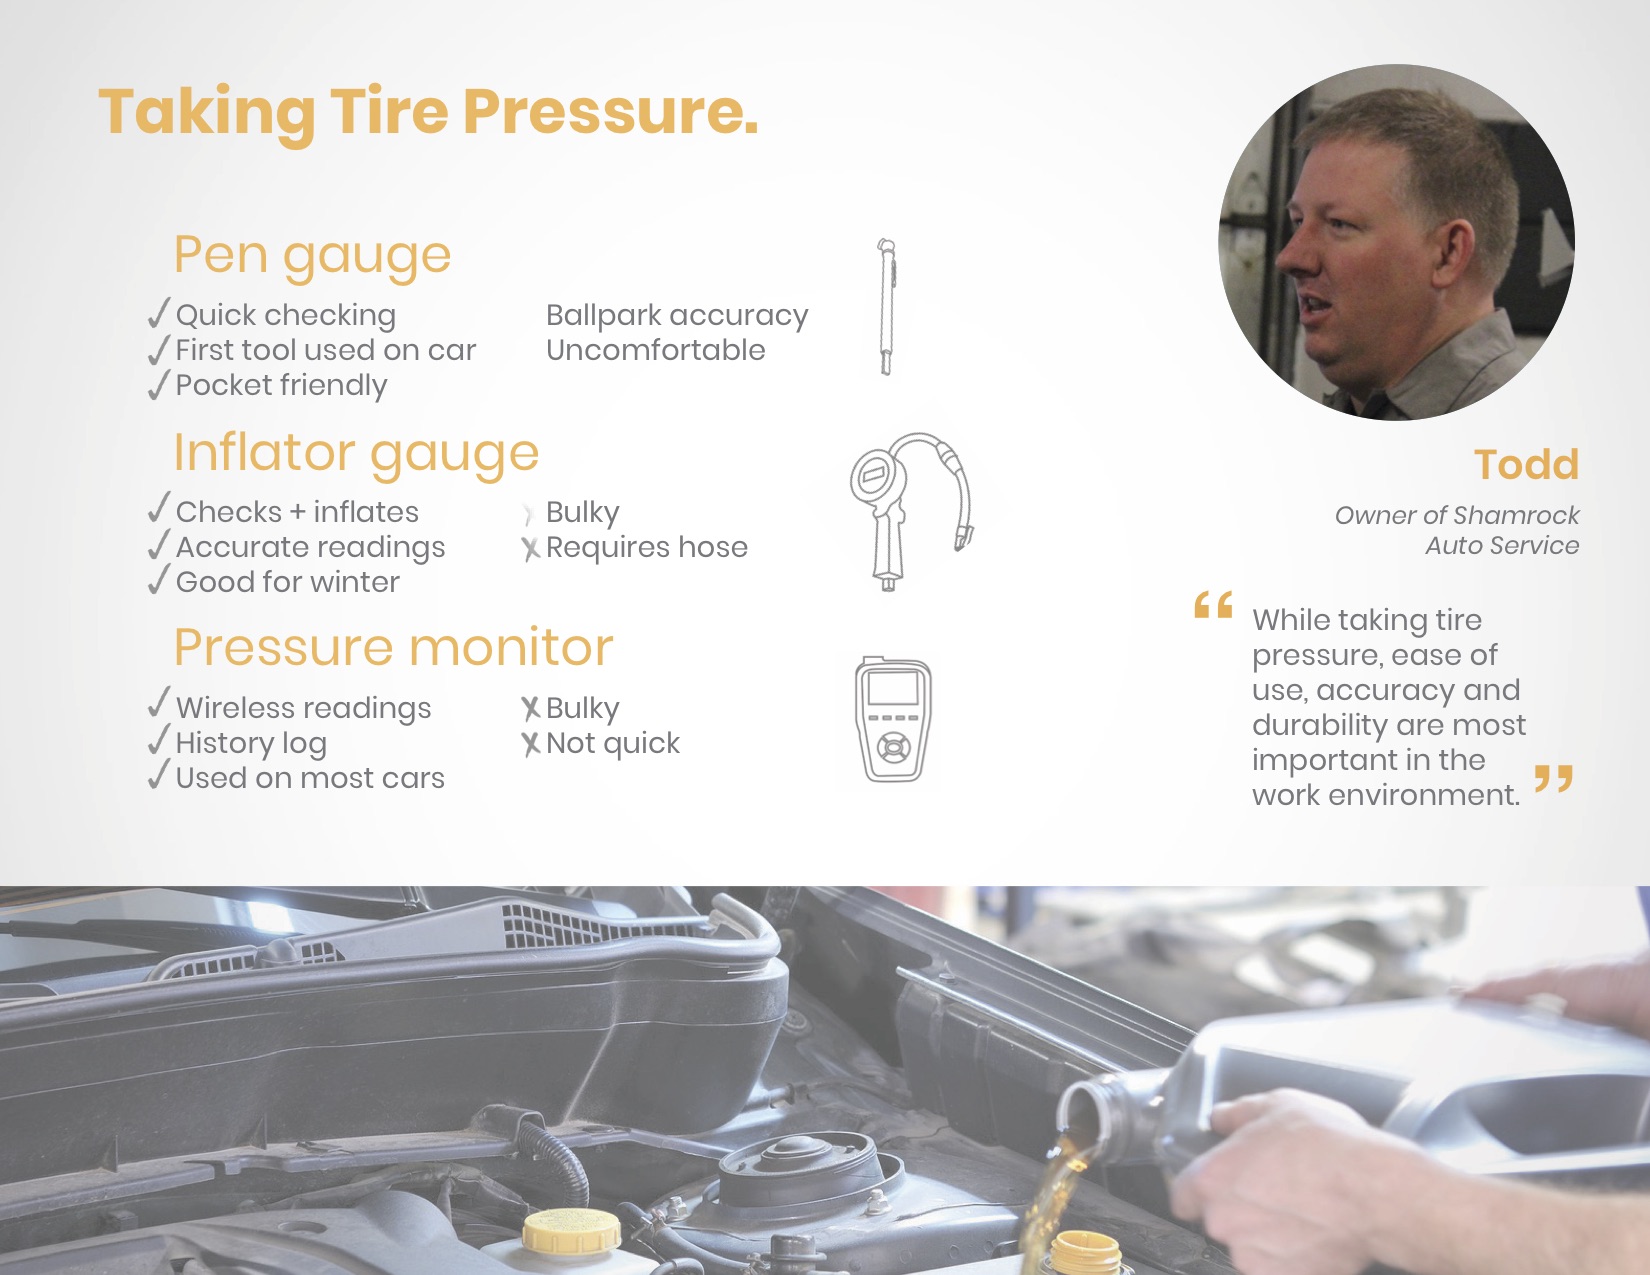 Taking Tire Pressure.
Pen gauge
✓ Quick checking
✓ First tool used on car
✓ Pocket friendly
Ballpark accuracy
Uncomfortable
Inflator gauge
✓ Checks + inflates
✓ Accurate readings
✓ Good for winter
Bulky
✗ Requires hose
Pressure monitor
✓ Wireless readings
✓ History log
✓ Used on most cars
✗ Bulky
✗ Not quick
Todd
Owner of Shamrock
Auto Service
“ While taking tire
pressure, ease of
use, accuracy and
durability are most
important in the
work environment. ”